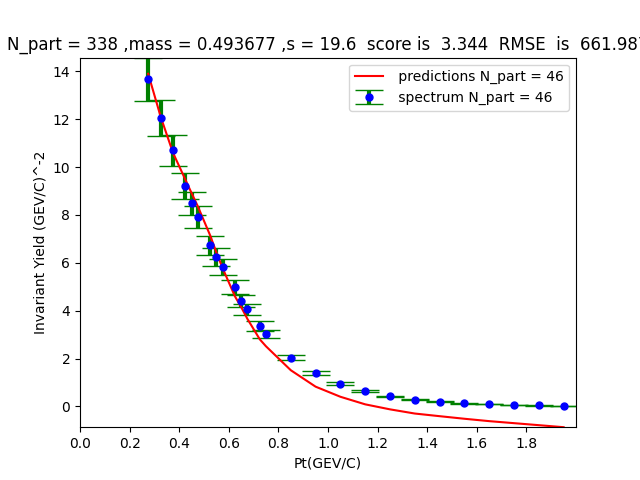 N_part = 338 ,mass = 0.493677 ,s = 19.6  score is  3.344  RMSE  is  661.987
predictions N_part = 46
spectrum N_part = 46
Invariant Yield (GEV/C)^-2
14
12
10
8
6
4
2
0
0.0 0.2 0.4 0.6 0.8 1.0 1.2 1.4 1.6 1.8
Pt(GEV/C)